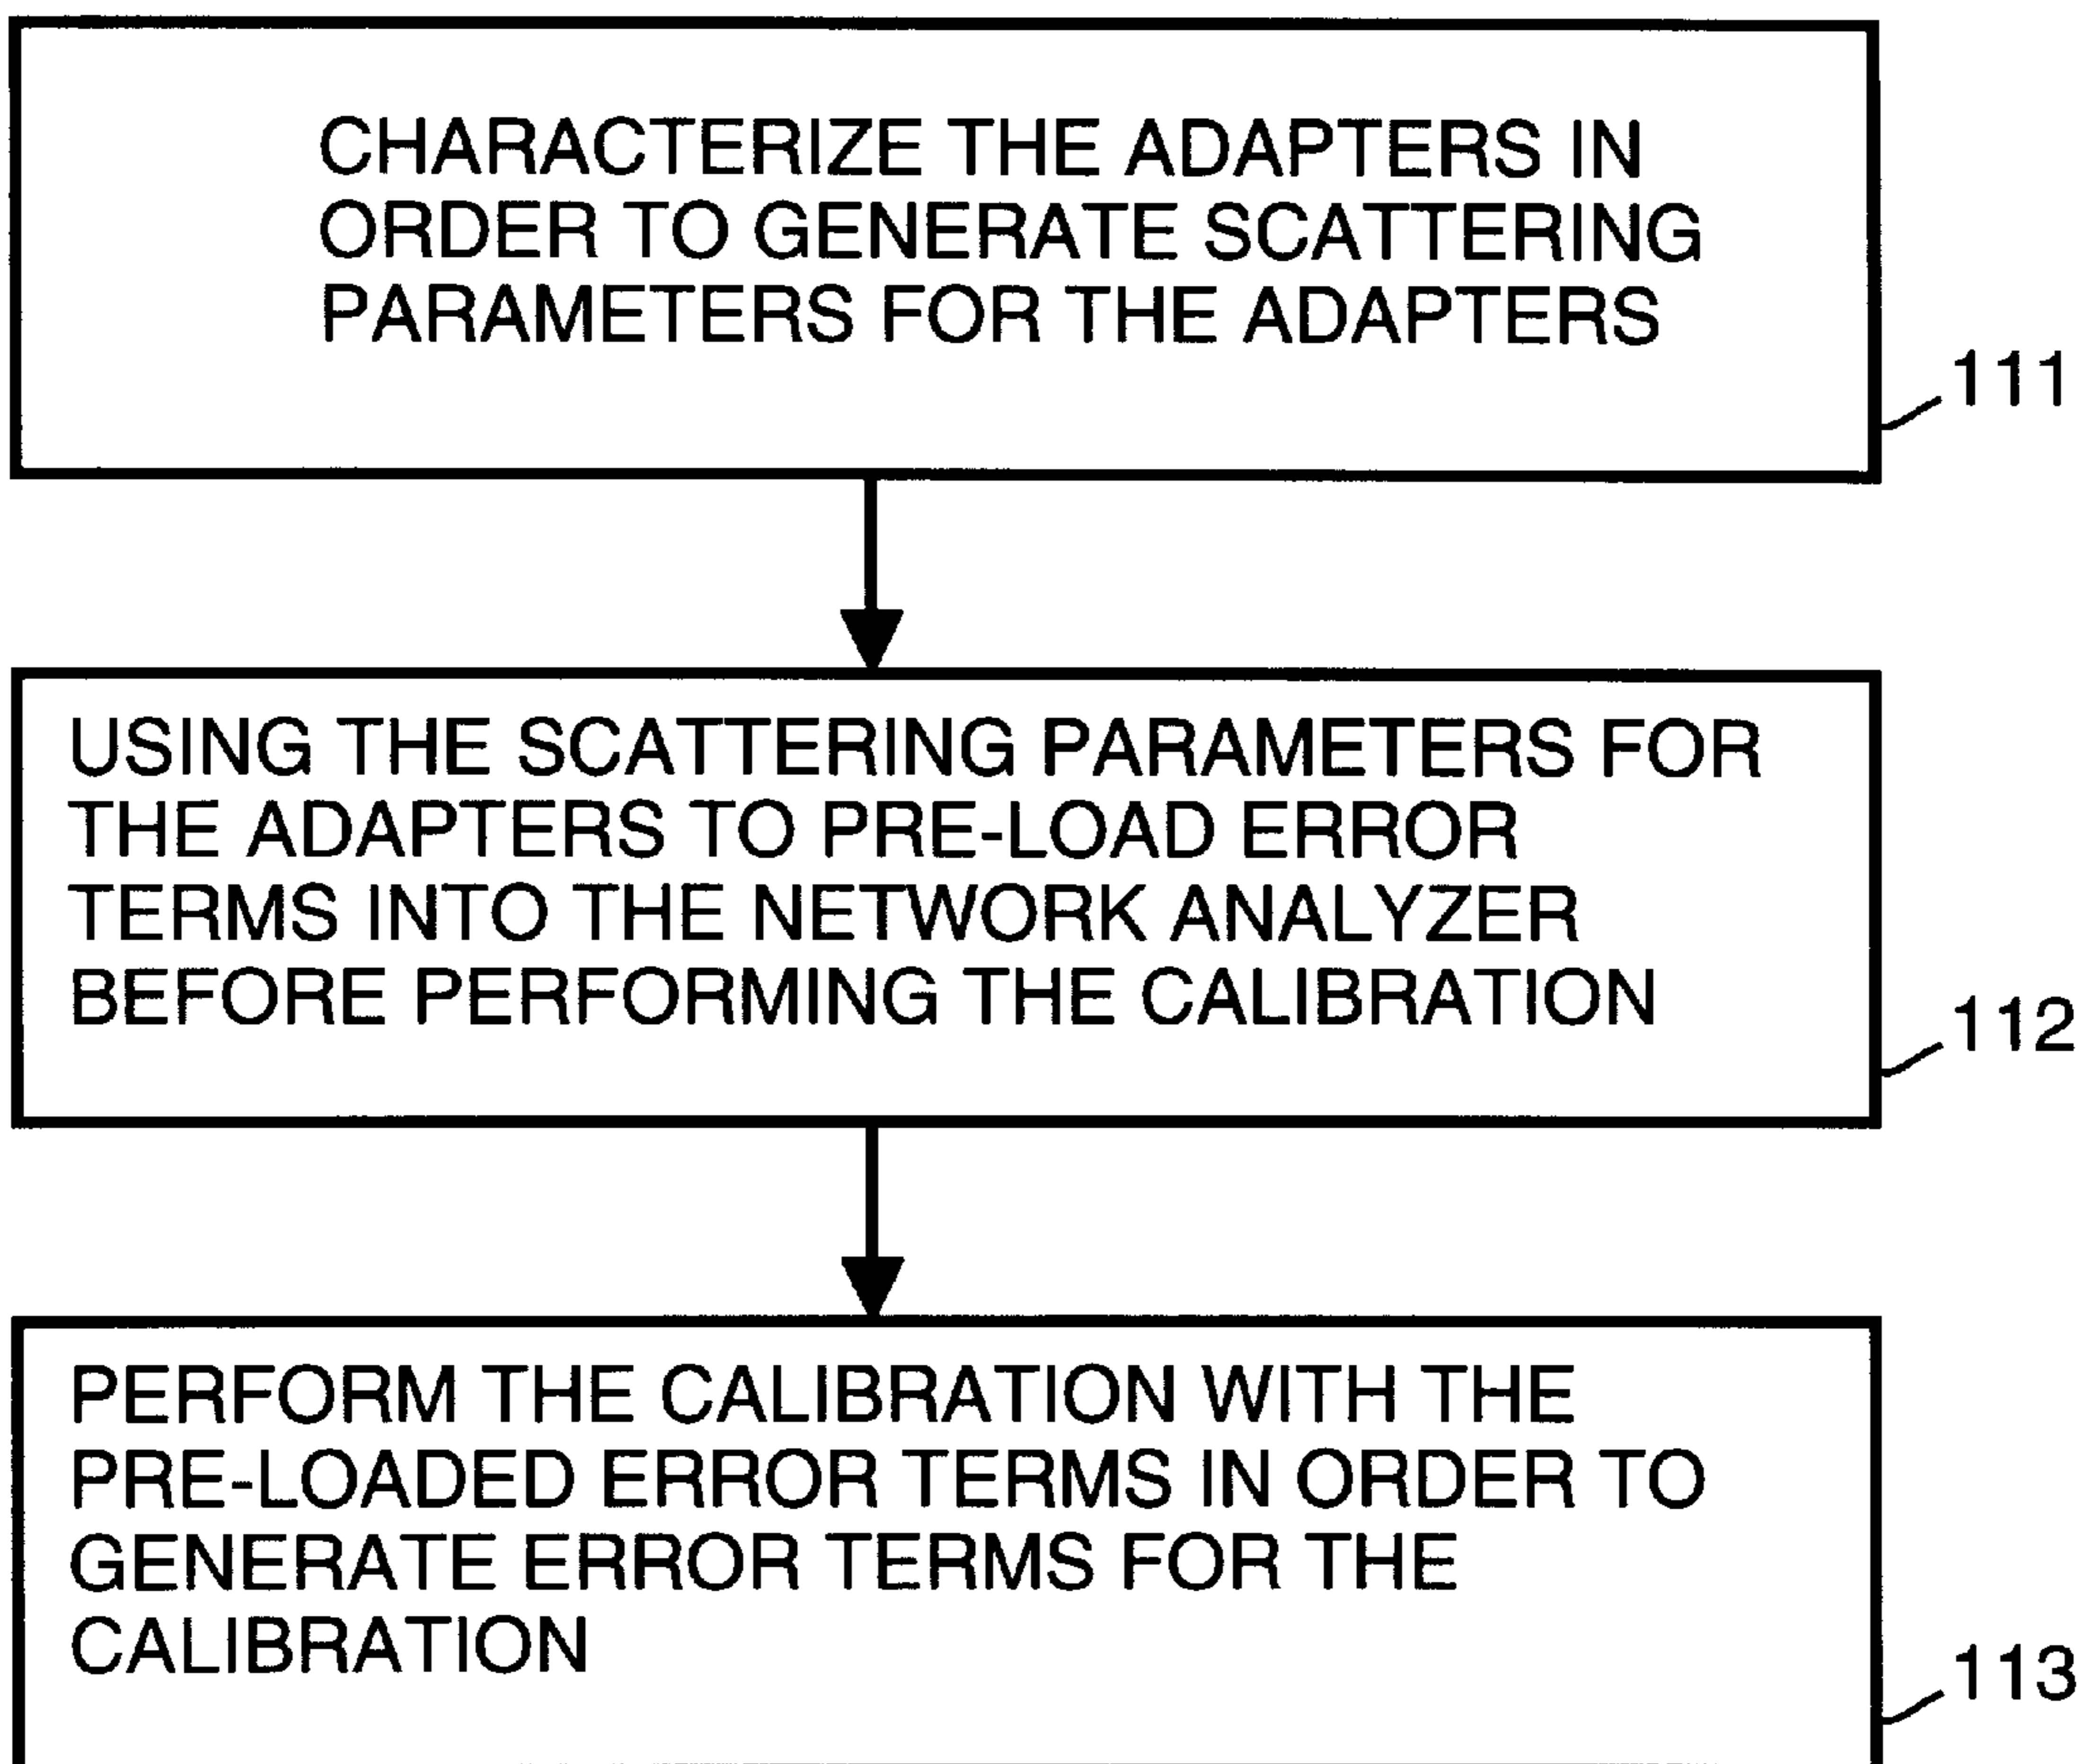 CHARACTERIZE THE ADAPTERS IN
ORDER TO GENERATE SCATTERING
PARAMETERS FOR THE ADAPTERS
111
USING THE SCATTERING PARAMETERS FOR
THE ADAPTERS TO PRE-LOAD ERROR
TERMS INTO THE NETWORK ANALYZER
BEFORE PERFORMING THE CALIBRATION
112
PERFORM THE CALIBRATION WITH THE
PRE-LOADED ERROR TERMS IN ORDER TO
GENERATE ERROR TERMS FOR THE
CALIBRATION
113